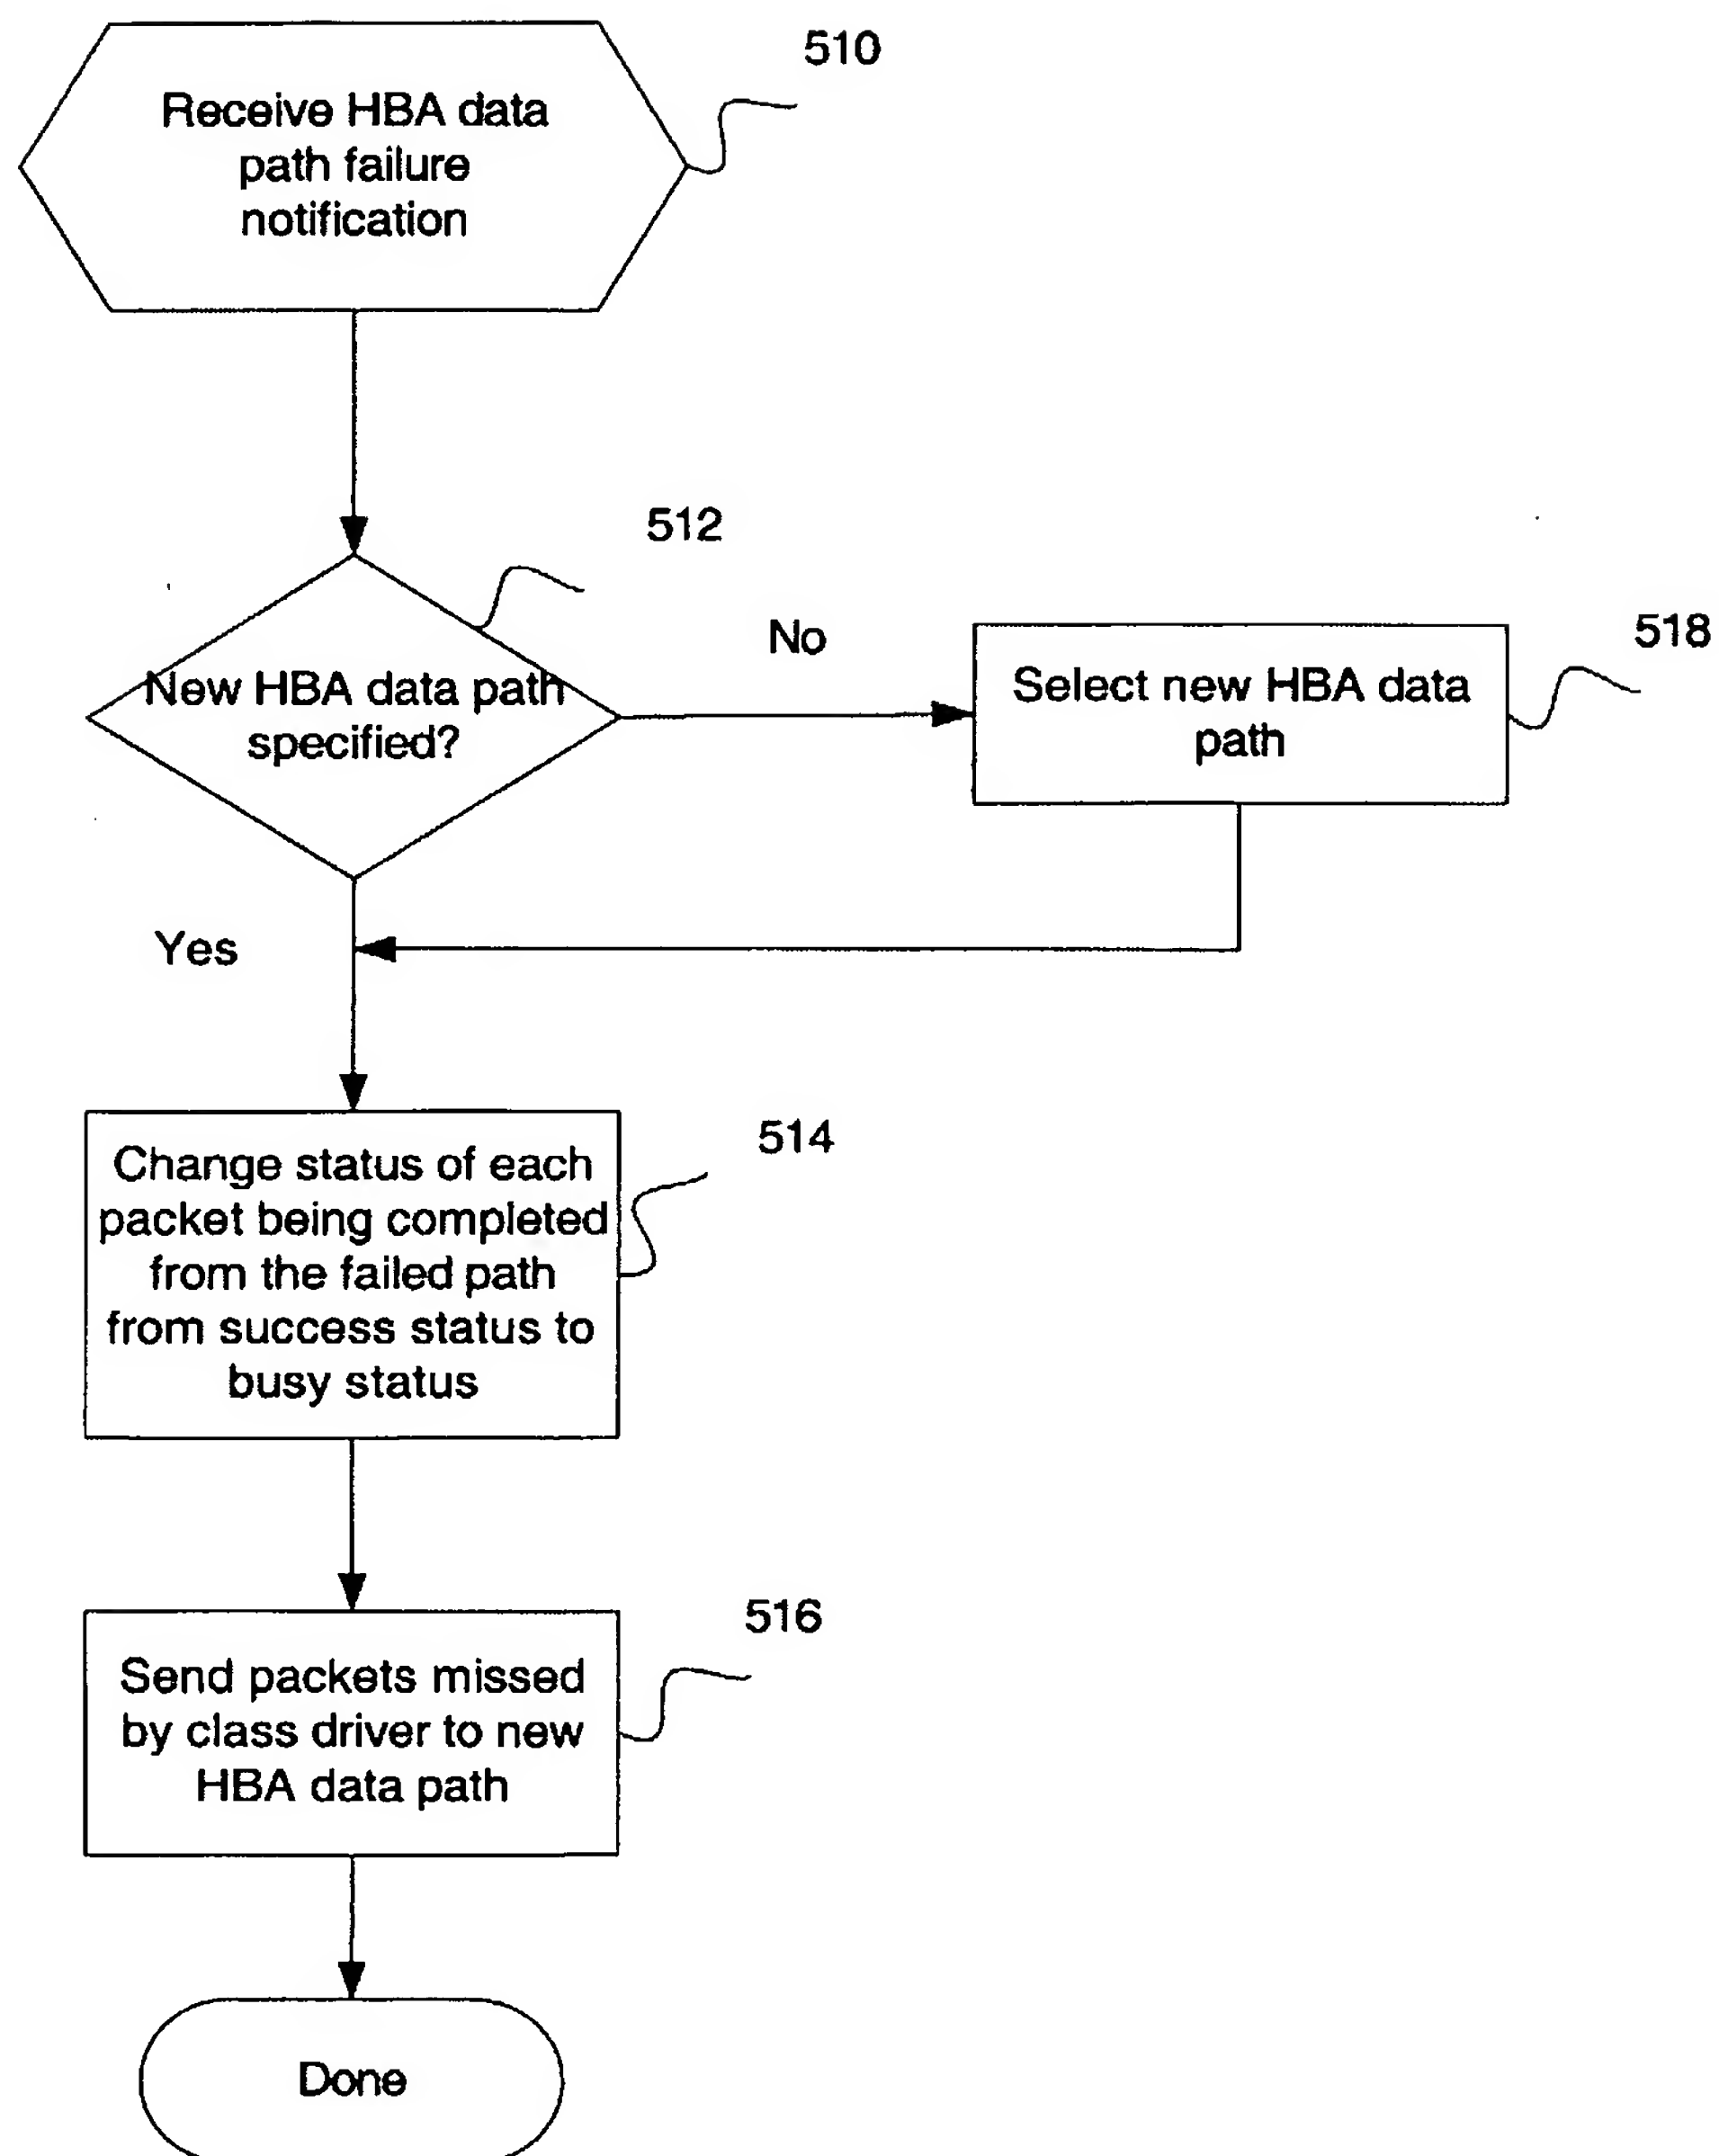 510
Receive HBA data
path failure
notification
512
New HBA data path
specified?
No
518
Select new HBA data
path
Yes
514
Change status of each
packet being completed
from the failed path
from success status to
busy status
516
Send packets missed
by class driver to new
HBA data path
Done